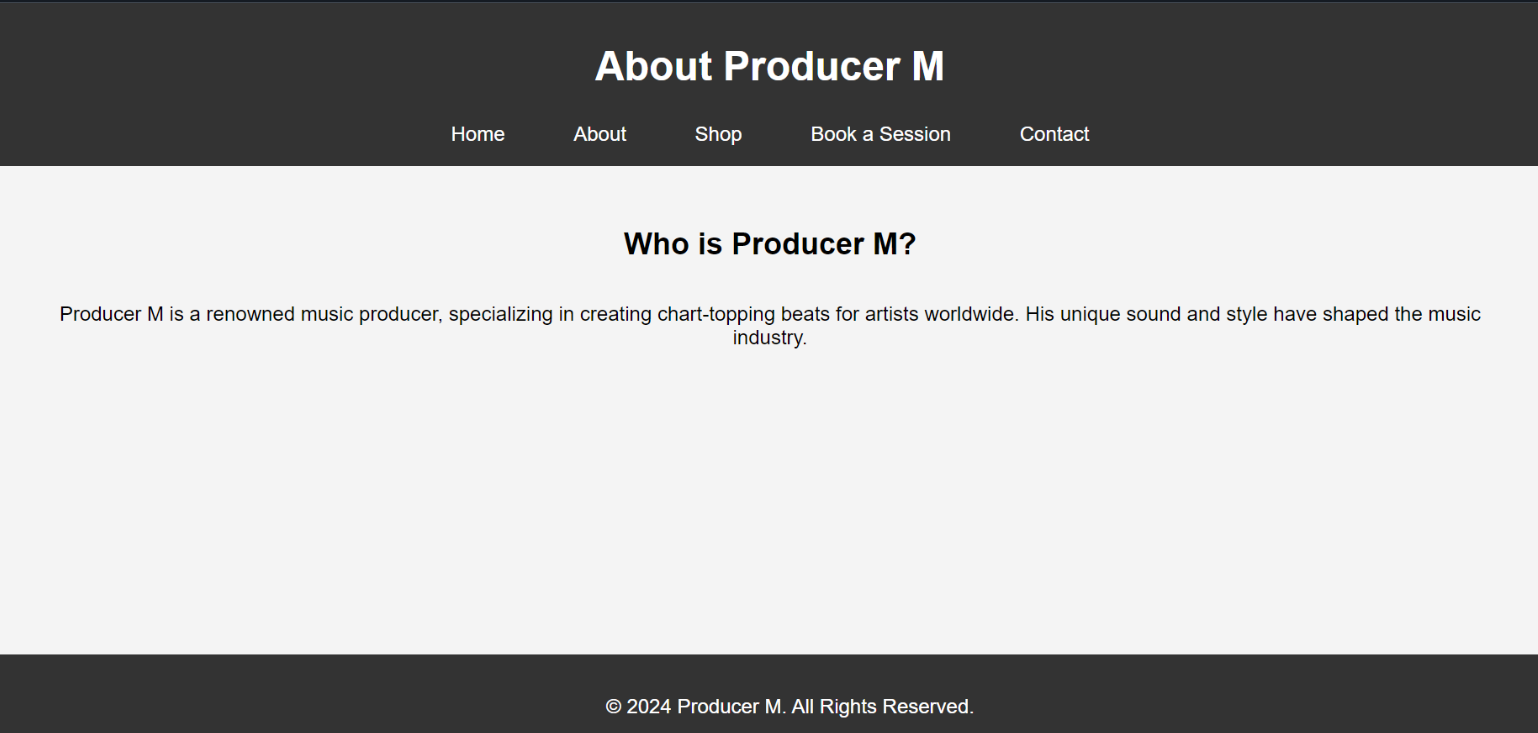 About Producer M
Home About Shop Book a Session Contact
Who is Producer M?
Producer M is a renowned music producer, specializing in creating chart-topping beats for artists worldwide. His unique sound and style have shaped the music
industry.
© 2024 Producer M. All Rights Reserved.